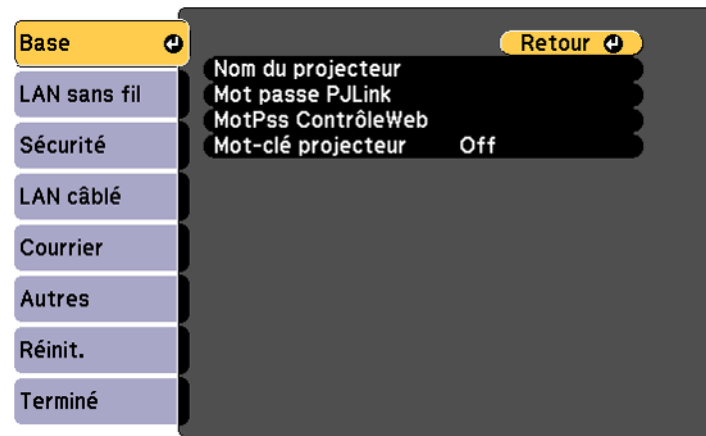 Base
LAN sans fil
Sécurité
LAN câblé
Courrier
Autres
Réinit.
Terminé
Retour
Nom du projecteur
Mot passe PJLink
MotPss ContrôleWeb
Mot-clé projecteur Off